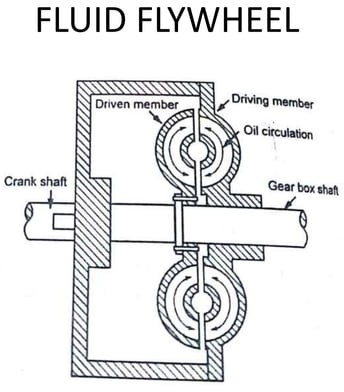 FLUID FLYWHEEL
Driven member
Driving member
Oil circulation
Crank shaft
Gear box shaft